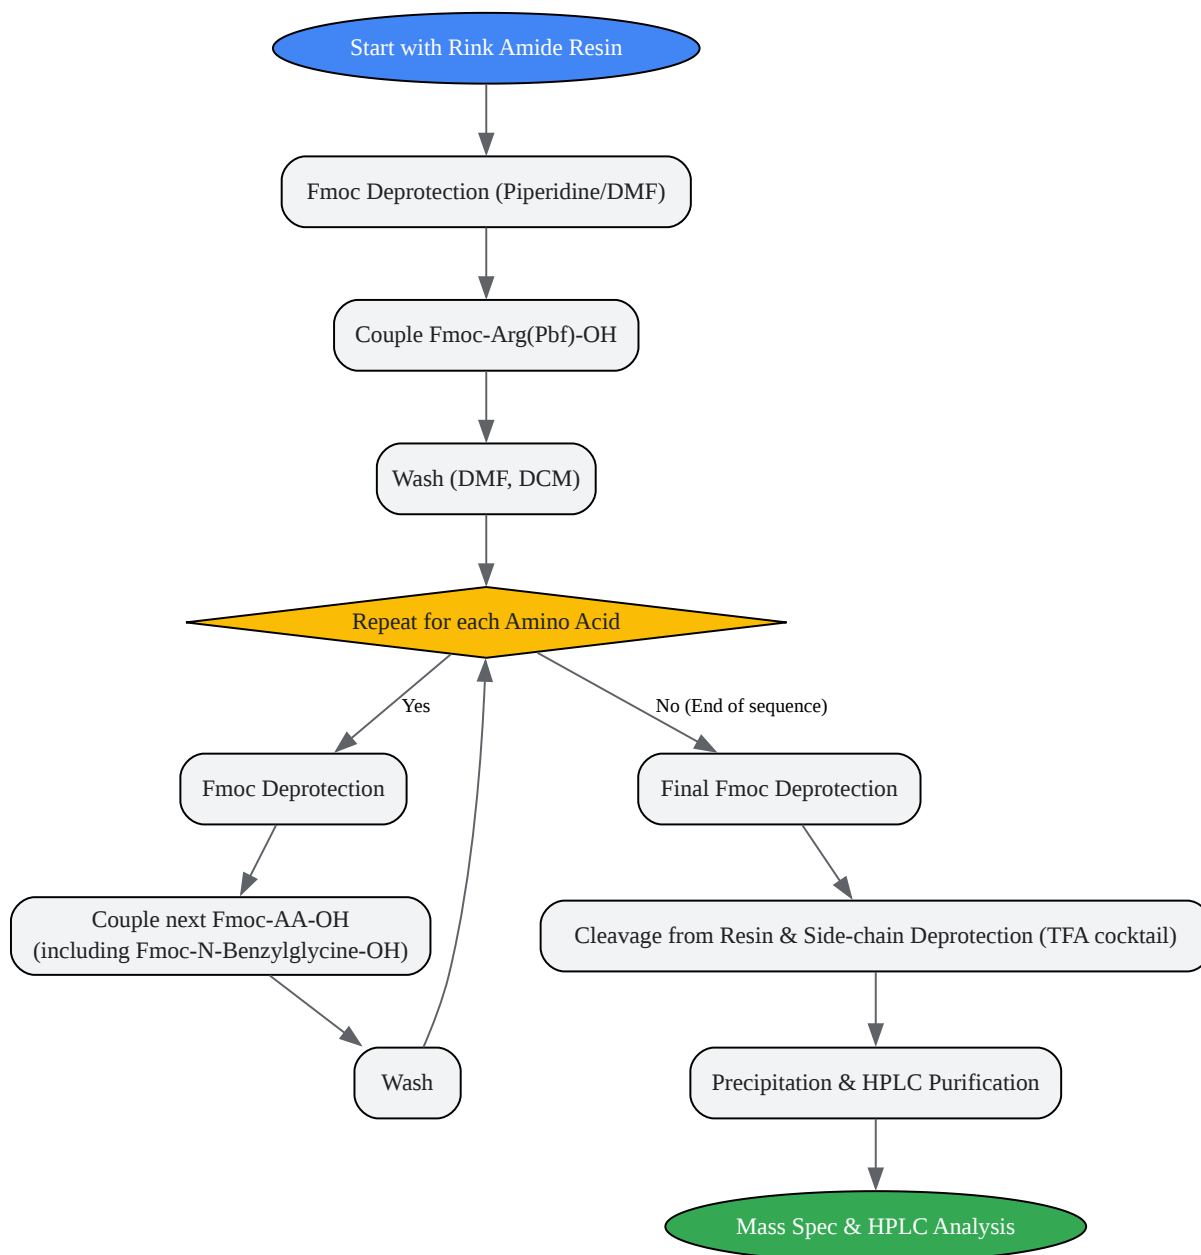 Start with Rink Amide Resin
Fmoc Deprotection (Piperidine/DMF)
Couple Fmoc-Arg(Pbf)-OH
Wash (DMF, DCM)
Repeat for each Amino Acid
Yes
No (End of sequence)
Fmoc Deprotection
Final Fmoc Deprotection
Couple next Fmoc-AA-OH
(including Fmoc-N-Benzylglycine-OH)
Cleavage from Resin & Side-chain Deprotection (TFA cocktail)
Wash
Precipitation & HPLC Purification
Mass Spec & HPLC Analysis